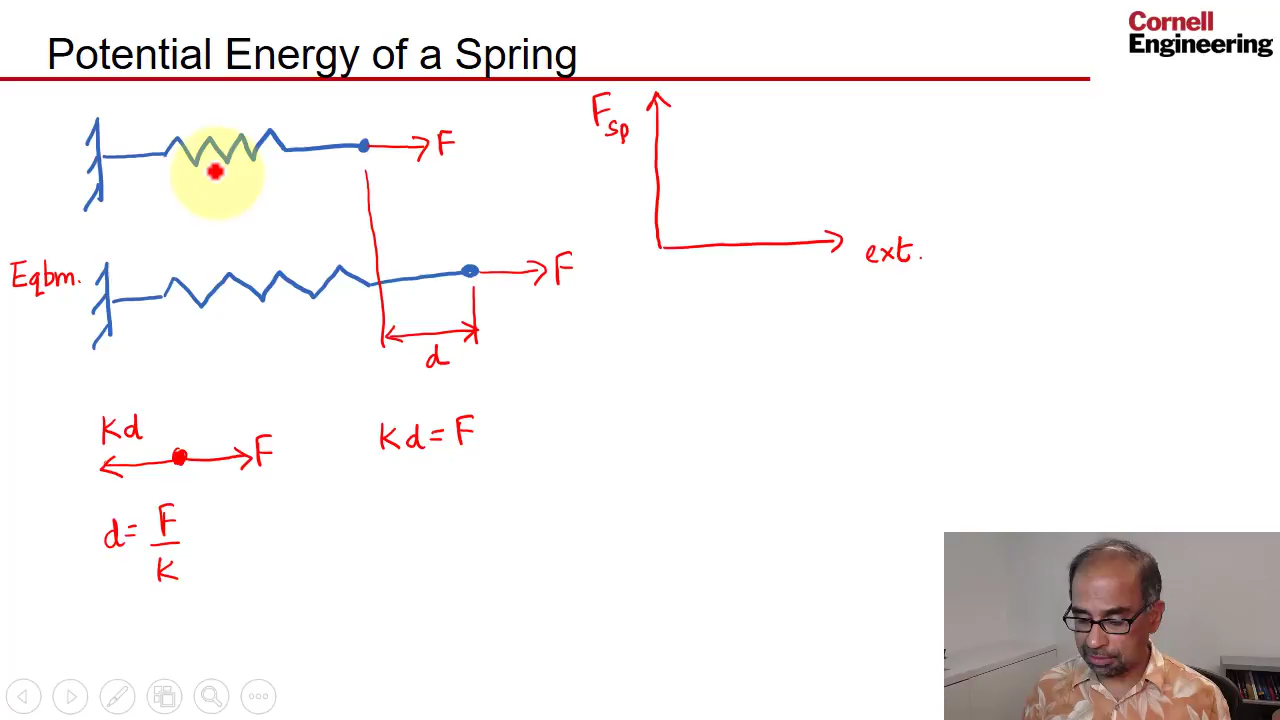 Potential Energy of a Spring
Cornell
Engineering
F
Fsp
ext.
Eqbm.
F
d
Kd
F
Kd = F
d = F
K